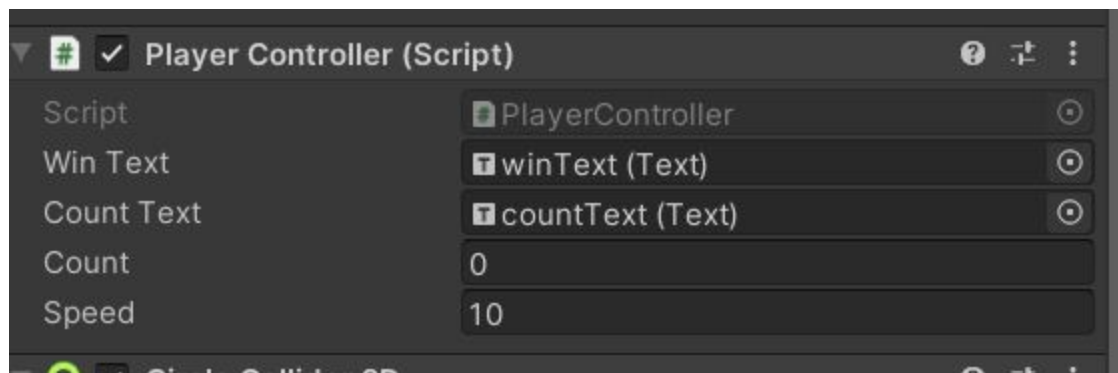 Player Controller (Script)
Script PlayerController
Win Text winText (Text)
Count Text countText (Text)
Count 0
Speed 10